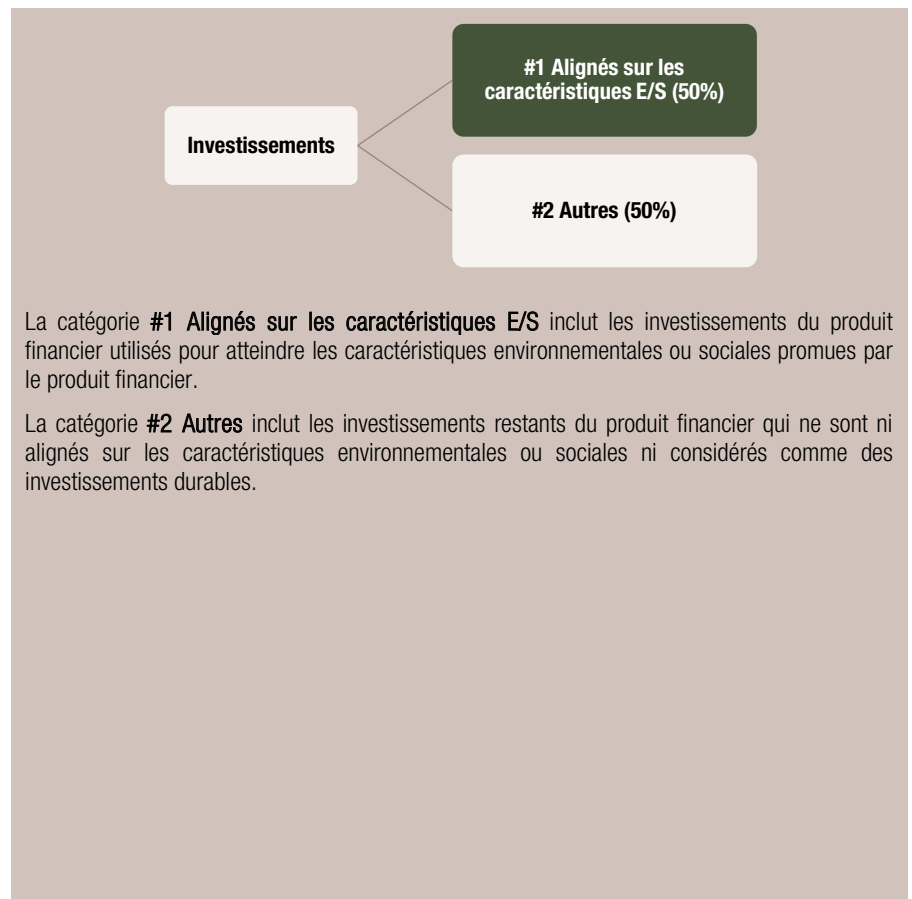 #1 Alignés sur les
caractéristiques E/S (50%)
Investissements
#2 Autres (50%)
La catégorie #1 Alignés sur les caractéristiques E/S inclut les investissements du produit
financier utilisés pour atteindre les caractéristiques environnementales ou sociales promues par
le produit financier.
La catégorie #2 Autres inclut les investissements restants du produit financier qui ne sont ni
alignés sur les caractéristiques environnementales ou sociales ni considérés comme des
investissements durables.